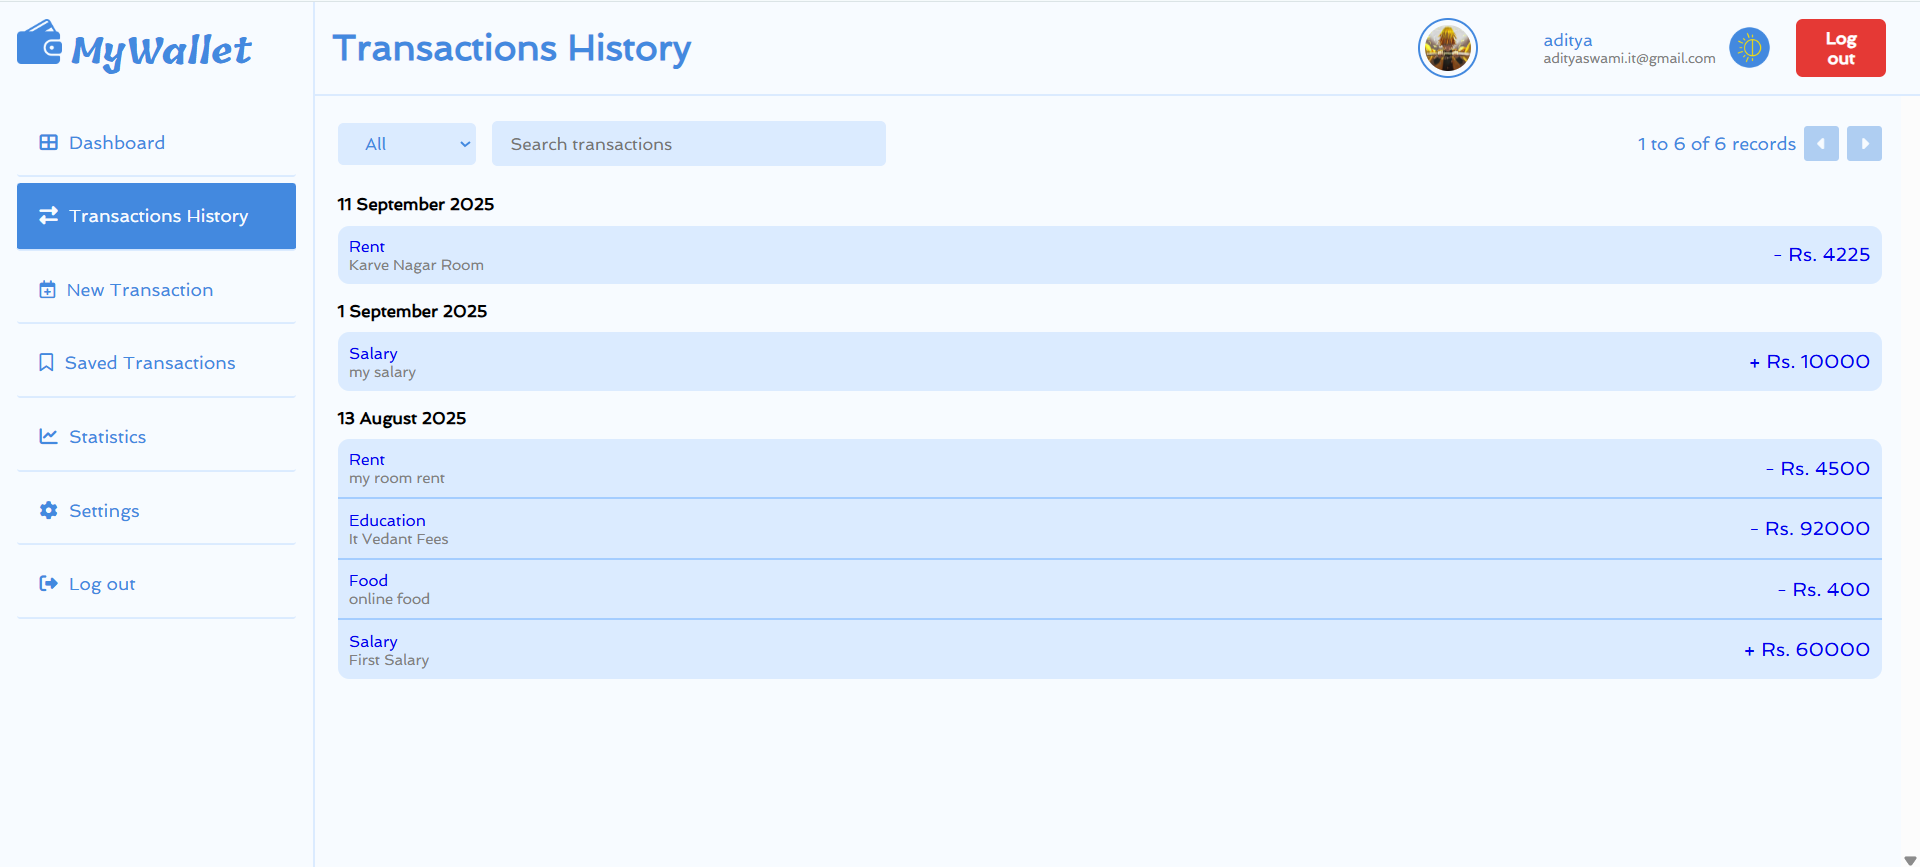 MyWallet
Transactions History
aditya
adityaswami.it@gmail.com
Log
out
Dashboard
Transactions History
New Transaction
Saved Transactions
Statistics
Settings
Log out
All
Search transactions
1 to 6 of 6 records
11 September 2025
Rent
Karve Nagar Room
- Rs. 4225
1 September 2025
Salary
my salary
+ Rs. 10000
13 August 2025
Rent
my room rent
- Rs. 4500
Education
It Vedant Fees
- Rs. 92000
Food
online food
- Rs. 400
Salary
First Salary
+ Rs. 60000